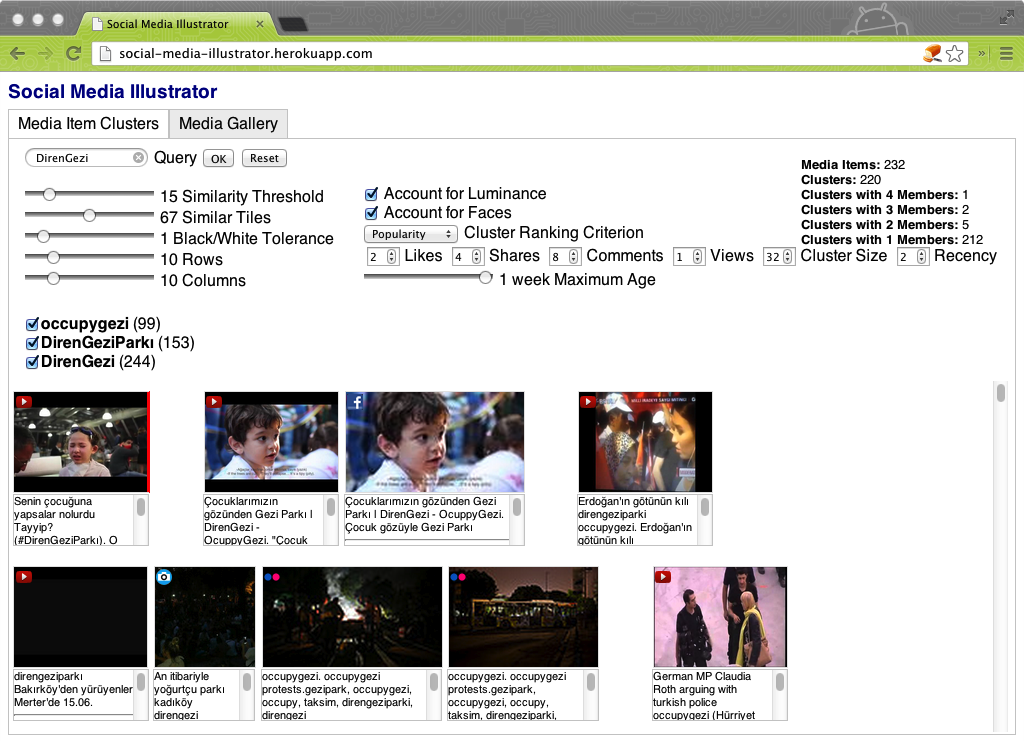 Social Media Illustrator
social-media-illustrator.herokuapp.com
Social Media Illustrator
Media Item Clusters
Media Gallery
DirenGezi Query OK Reset
15 Similarity Threshold
67 Similar Tiles
1 Black/White Tolerance
10 Rows
10 Columns
Account for Luminance
Account for Faces
Popularity Cluster Ranking Criterion
2 Likes 4 Shares 8 Comments 1 Views 32 Cluster Size 2 Recency
1 week Maximum Age
Media Items: 232
Clusters: 220
Clusters with 4 Members: 1
Clusters with 3 Members: 2
Clusters with 2 Members: 5
Clusters with 1 Members: 212
occupygezi (99)
DirenGeziParkı (153)
DirenGezi (244)
Senin çocuğuna
yapsalar nolurdu
Tayyip?
(#DirenGeziParkı). O
Çocuklarımızın
gözünden Gezi Parkı |
DirenGezi -
OcuppyGezi. "Çocuk
Çocuklarımızın gözünden Gezi
Parkı | DirenGezi - OcuppyGezi.
Çocuk gözüyle Gezi Parkı
Erdoğan'ın götünün kılı
direngeziparki
occupygezi. Erdoğan'ın
götünün kılı
direngeziparkı
Bakırköy'den yürüyenler
Merter'de 15.06.
An itibariyle
yoğurtçu parkı
kadıköy
direngezi
occupygezi. occupygezi
protests.gezipark, occupygezi,
occupy, taksim, direngeziparki,
direngezi
occupygezi. occupygezi
protests.gezipark,
occupygezi, occupy,
taksim, direngeziparki,
German MP Claudia
Roth arguing with
turkish police
occupygezi (Hürriyet